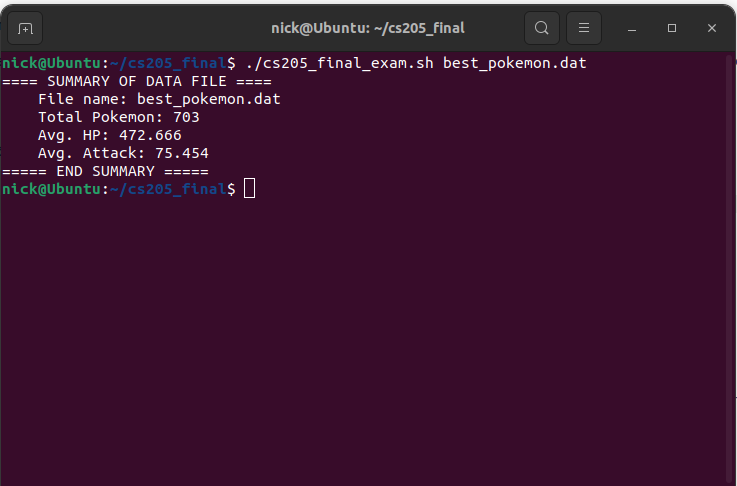 nick@Ubuntu: ~/cs205_final
nick@Ubuntu:~/cs205_final$ ./cs205_final_exam.sh best_pokemon.dat
==== SUMMARY OF DATA FILE ====
    File name: best_pokemon.dat
    Total Pokemon: 703
    Avg. HP: 472.666
    Avg. Attack: 75.454
===== END SUMMARY =====
nick@Ubuntu:~/cs205_final$